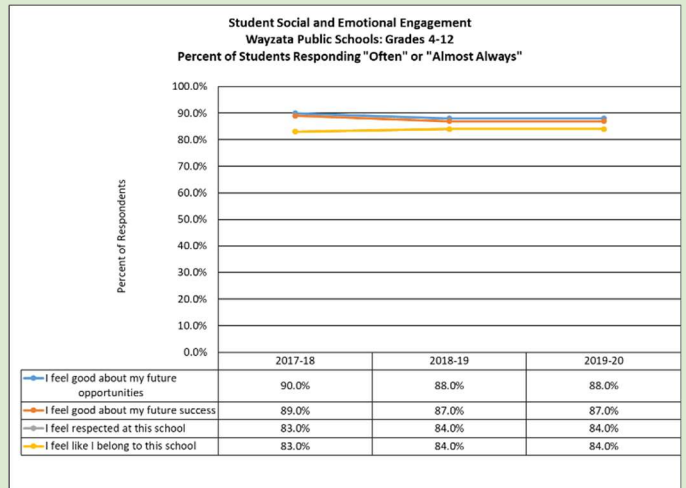 Student Social and Emotional Engagement
Wayzata Public Schools: Grades 4-12
Percent of Students Responding "Often" or "Almost Always"
100.0%
90.0%
80.0%
70.0%
60.0%
50.0%
40.0%
30.0%
20.0%
10.0%
0.0%
Percent of Respondents
2017-18 2018-19 2019-20
I feel good about my future
opportunities 90.0% 88.0% 88.0%
I feel good about my future success 89.0% 87.0% 87.0%
I feel respected at this school 83.0% 84.0% 84.0%
I feel like I belong to this school 83.0% 84.0% 84.0%